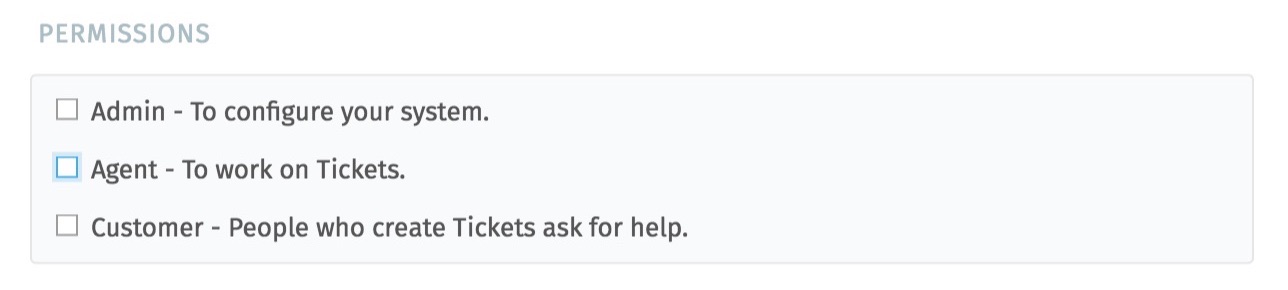 PERMISSIONS
Admin - To configure your system.
Agent - To work on Tickets.
Customer - People who create Tickets ask for help.